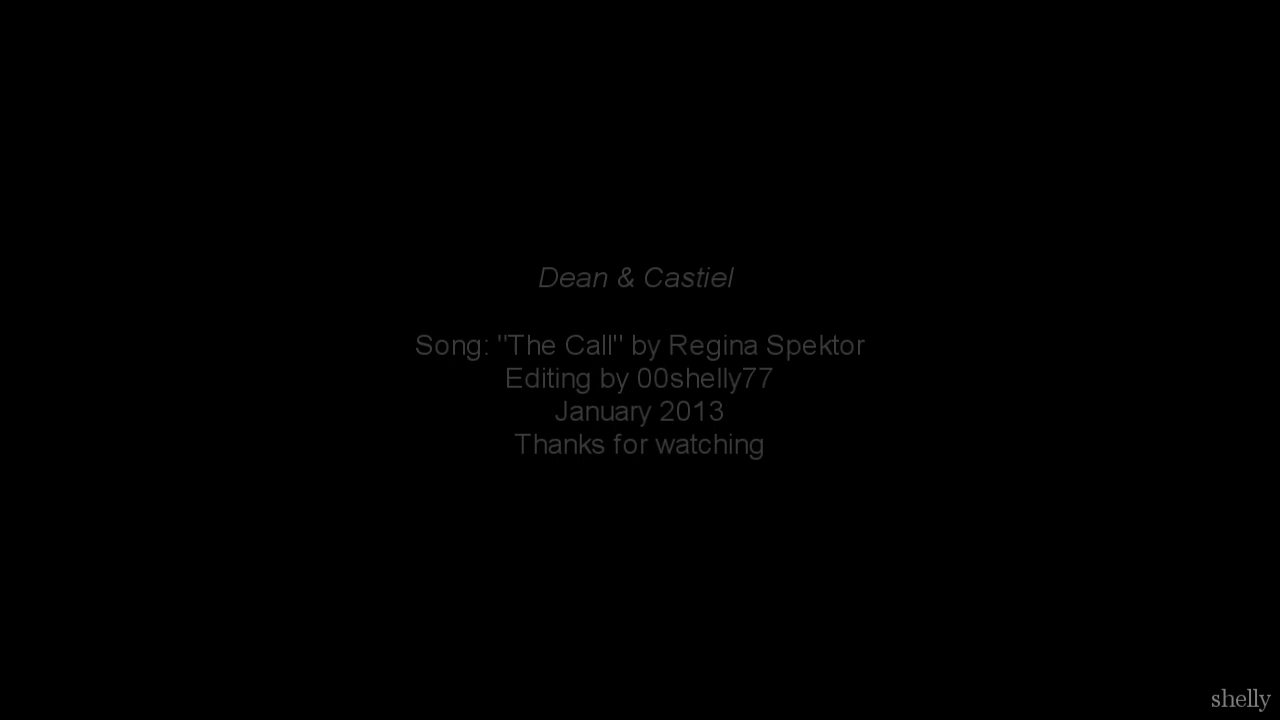 Dean & Castiel
Song: "The Call" by Regina Spektor
Editing by 00shelly77
January 2013
Thanks for watching
shelly